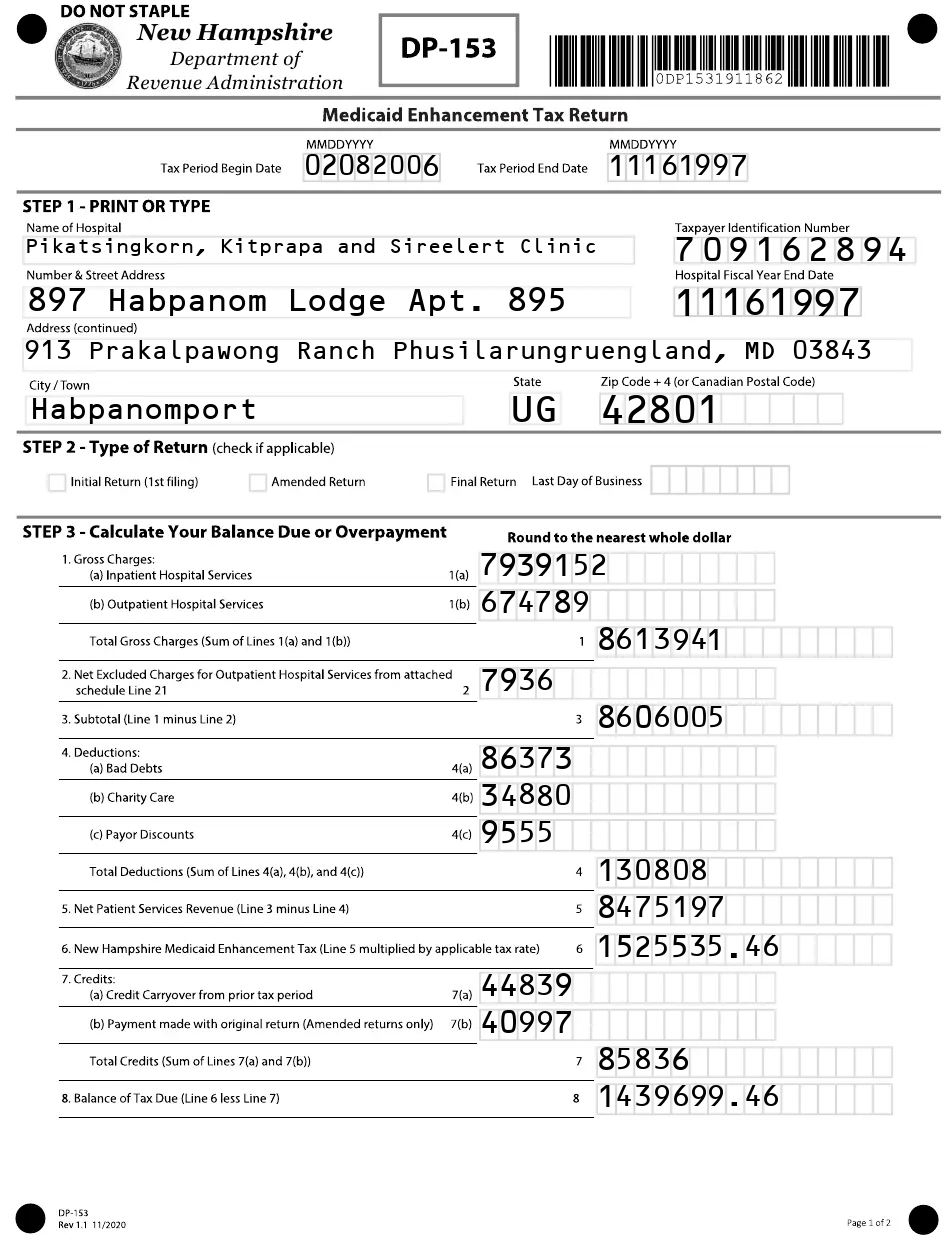 DO NOT STAPLE
New Hampshire
Department of
Revenue Administration
DP-153
0DP1531911862
Medicaid Enhancement Tax Return
MMDDYYYY MMDDYYYY
Tax Period Begin Date 02082006 Tax Period End Date 11161997
STEP 1 - PRINT OR TYPE
Name of Hospital Taxpayer Identification Number
Pikatsingkorn, Kitprapa and Sireelert Clinic 709162894
Number & Street Address Hospital Fiscal Year End Date
897 Habpanom Lodge Apt. 895 11161997
Address (continued)
913 Prakalpawong Ranch Phusilarungruengland, MD 03843
City / Town State Zip Code + 4 (or Canadian Postal Code)
Habpanomport UG 42801
STEP 2 - Type of Return (check if applicable)
Initial Return (1st filing) Amended Return Final Return Last Day of Business
STEP 3 - Calculate Your Balance Due or Overpayment Round to the nearest whole dollar
1. Gross Charges:
(a) Inpatient Hospital Services 1(a) 7939152
(b) Outpatient Hospital Services 1(b) 674789
Total Gross Charges (Sum of Lines 1(a) and 1(b)) 1 8613941
2. Net Excluded Charges for Outpatient Hospital Services from attached
schedule Line 21 2 7936
3. Subtotal (Line 1 minus Line 2) 3 8606005
4. Deductions:
(a) Bad Debts 4(a) 86373
(b) Charity Care 4(b) 34880
(c) Payor Discounts 4(c) 9555
Total Deductions (Sum of Lines 4(a), 4(b), and 4(c)) 4 130808
5. Net Patient Services Revenue (Line 3 minus Line 4) 5 8475197
6. New Hampshire Medicaid Enhancement Tax (Line 5 multiplied by applicable tax rate) 6 1525535.46
7. Credits:
(a) Credit Carryover from prior tax period 7(a) 44839
(b) Payment made with original return (Amended returns only) 7(b) 40997
Total Credits (Sum of Lines 7(a) and 7(b)) 7 85836
8. Balance of Tax Due (Line 6 less Line 7) 8 1439699.46
DP-153
Rev 1.1 11/2020
Page 1 of 2